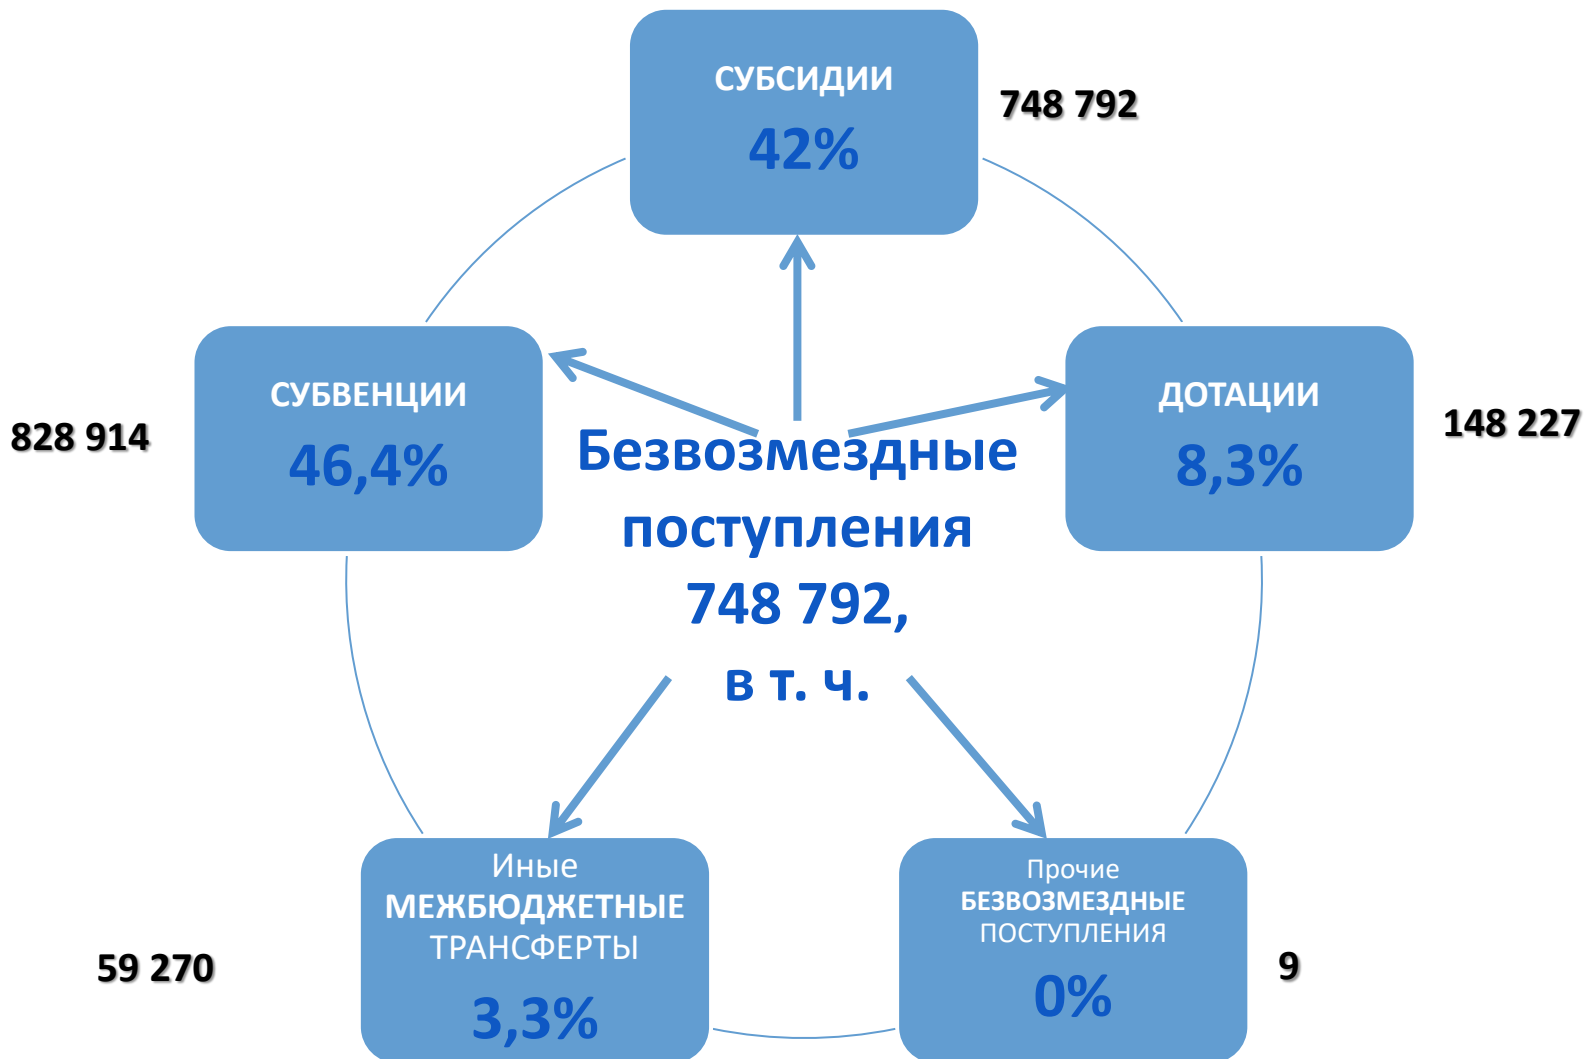 СУБСИДИИ
42%
748 792
СУБВЕНЦИИ
46,4%
828 914
ДОТАЦИИ
8,3%
148 227
Безвозмездные
поступления
748 792,
в т. ч.
Иные
МЕЖБЮДЖЕТНЫЕ
ТРАНСФЕРТЫ
3,3%
59 270
Прочие
БЕЗВОЗМЕЗДНЫЕ
ПОСТУПЛЕНИЯ
0%
9